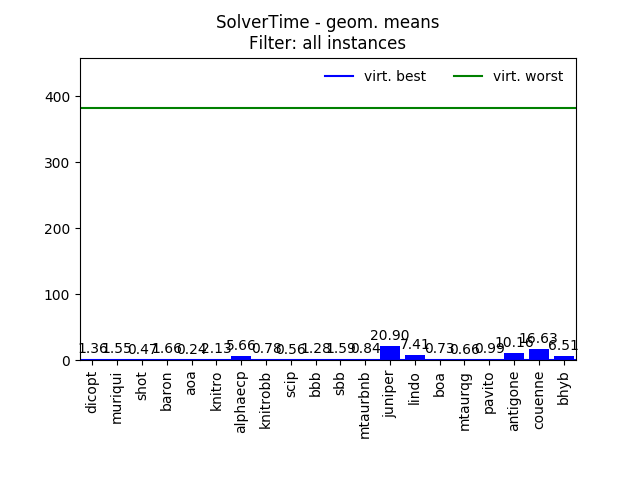 SolverTime - geom. means
Filter: all instances
virt. best
virt. worst
400
300
200
100
0
1.36
1.55
0.47
1.66
0.24
2.13
5.66
0.78
0.56
1.28
1.59
0.84
20.90
7.41
0.73
0.66
0.99
10.16
16.63
6.51
dicopt
muriqui
shot
baron
aoa
knitro
alphaecp
knitrobb
scip
bbb
sbb
mtaurbnb
juniper
lindo
boa
mtaurqg
pavito
antigone
couenne
bhyb